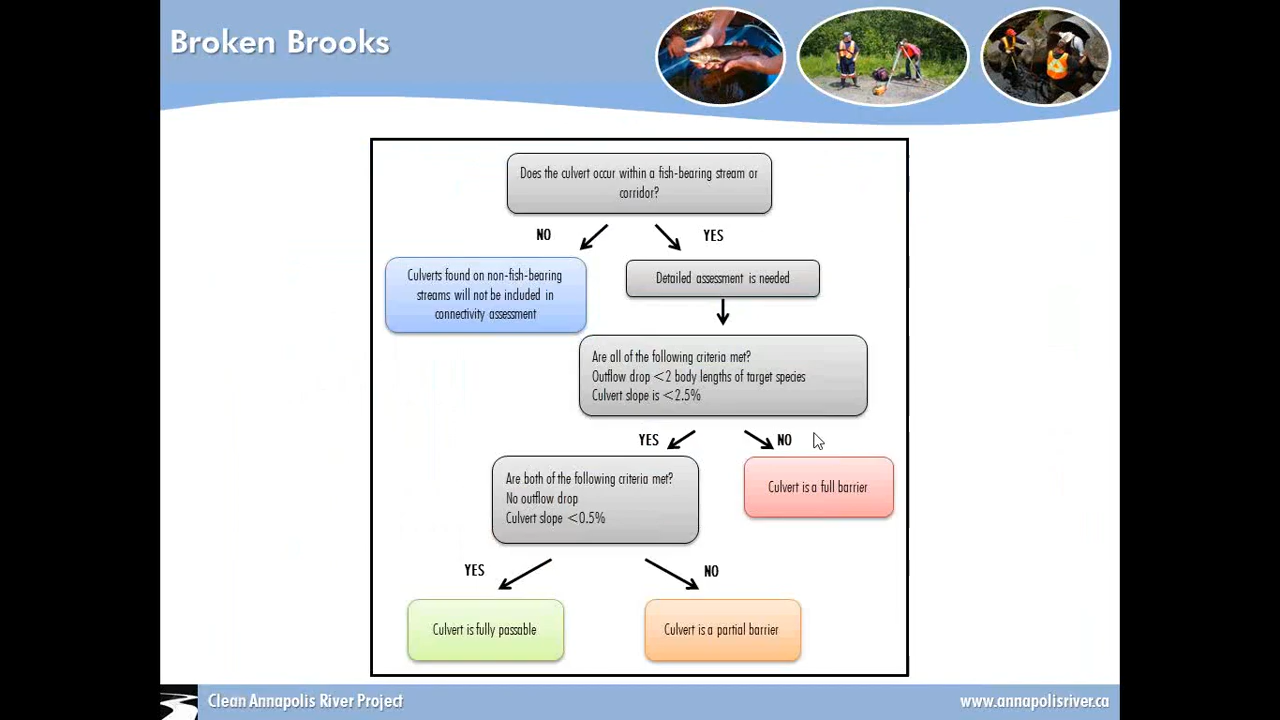 Broken Brooks
Does the culvert occur within a fish-bearing stream or
corridor?
NO
YES
Culverts found on non-fish-bearing
streams will not be included in
connectivity assessment
Detailed assessment is needed
Are all of the following criteria met?
Outflow drop <2 body lengths of target species
Culvert slope is <2.5%
YES
NO
Are both of the following criteria met?
No outflow drop
Culvert slope <0.5%
Culvert is a full barrier
YES
NO
Culvert is fully passable
Culvert is a partial barrier
Clean Annapolis River Project
www.annapolisriver.ca